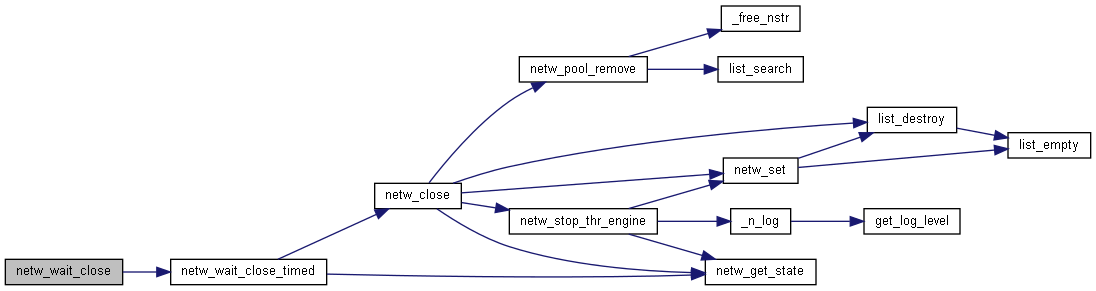 _free_nstr
netw_pool_remove
list_search
list_destroy
list_empty
netw_set
netw_close
netw_stop_thr_engine
_n_log
get_log_level
netw_wait_close
netw_wait_close_timed
netw_get_state